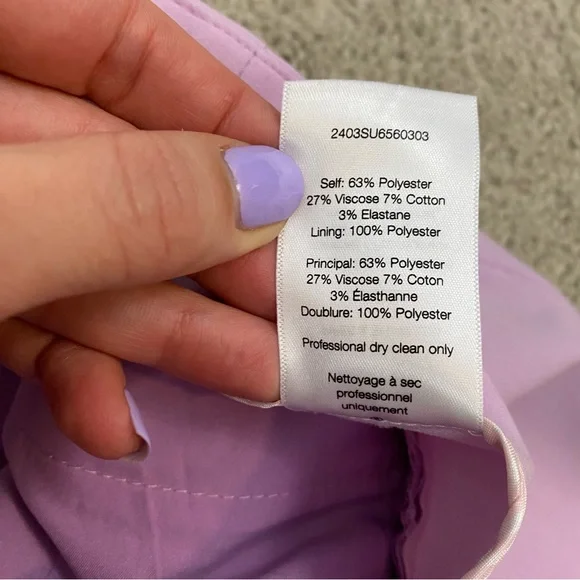 2403SU6560303
Self: 63% Polyester
27% Viscose 7% Cotton
3% Elastane
Lining: 100% Polyester
Principal: 63% Polyester
27% Viscose 7% Coton
3% Élasthanne
Doublure: 100% Polyester
Professional dry clean only
Nettoyage à sec
professionnel
uniquement